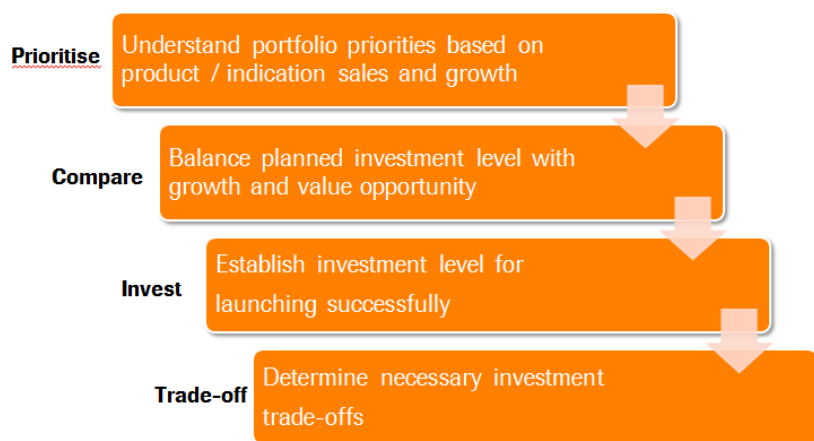 Prioritise
Understand portfolio priorities based on
product / indication sales and growth
Compare
Balance planned investment level with
growth and value opportunity
Invest
Establish investment level for
launching successfully
Trade-off
Determine necessary investment
trade-offs